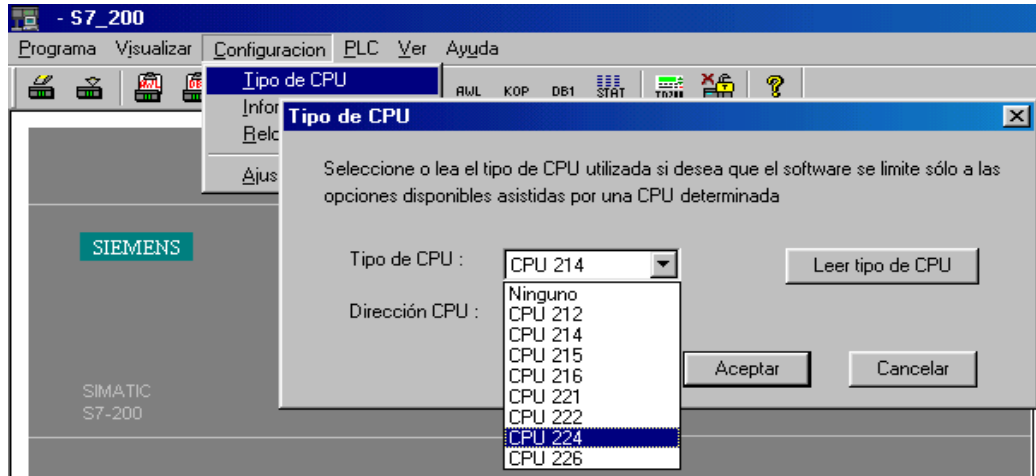 - S7_200
Programa Visualizar Configuracion PLC Ver Ayuda
Tipo de CPU
AWL KOP DB1 STAT
Infor
Tipo de CPU
Relo
Ajus
Seleccione o lea el tipo de CPU utilizada si desea que el software se limite sólo a las
opciones disponibles asistidas por una CPU determinada
SIEMENS
Tipo de CPU :
CPU 214
Leer tipo de CPU
Dirección CPU :
Ninguno
CPU 212
CPU 214
CPU 215
CPU 216
CPU 221
CPU 222
CPU 224
CPU 226
Aceptar
Cancelar
SIMATIC
S7-200